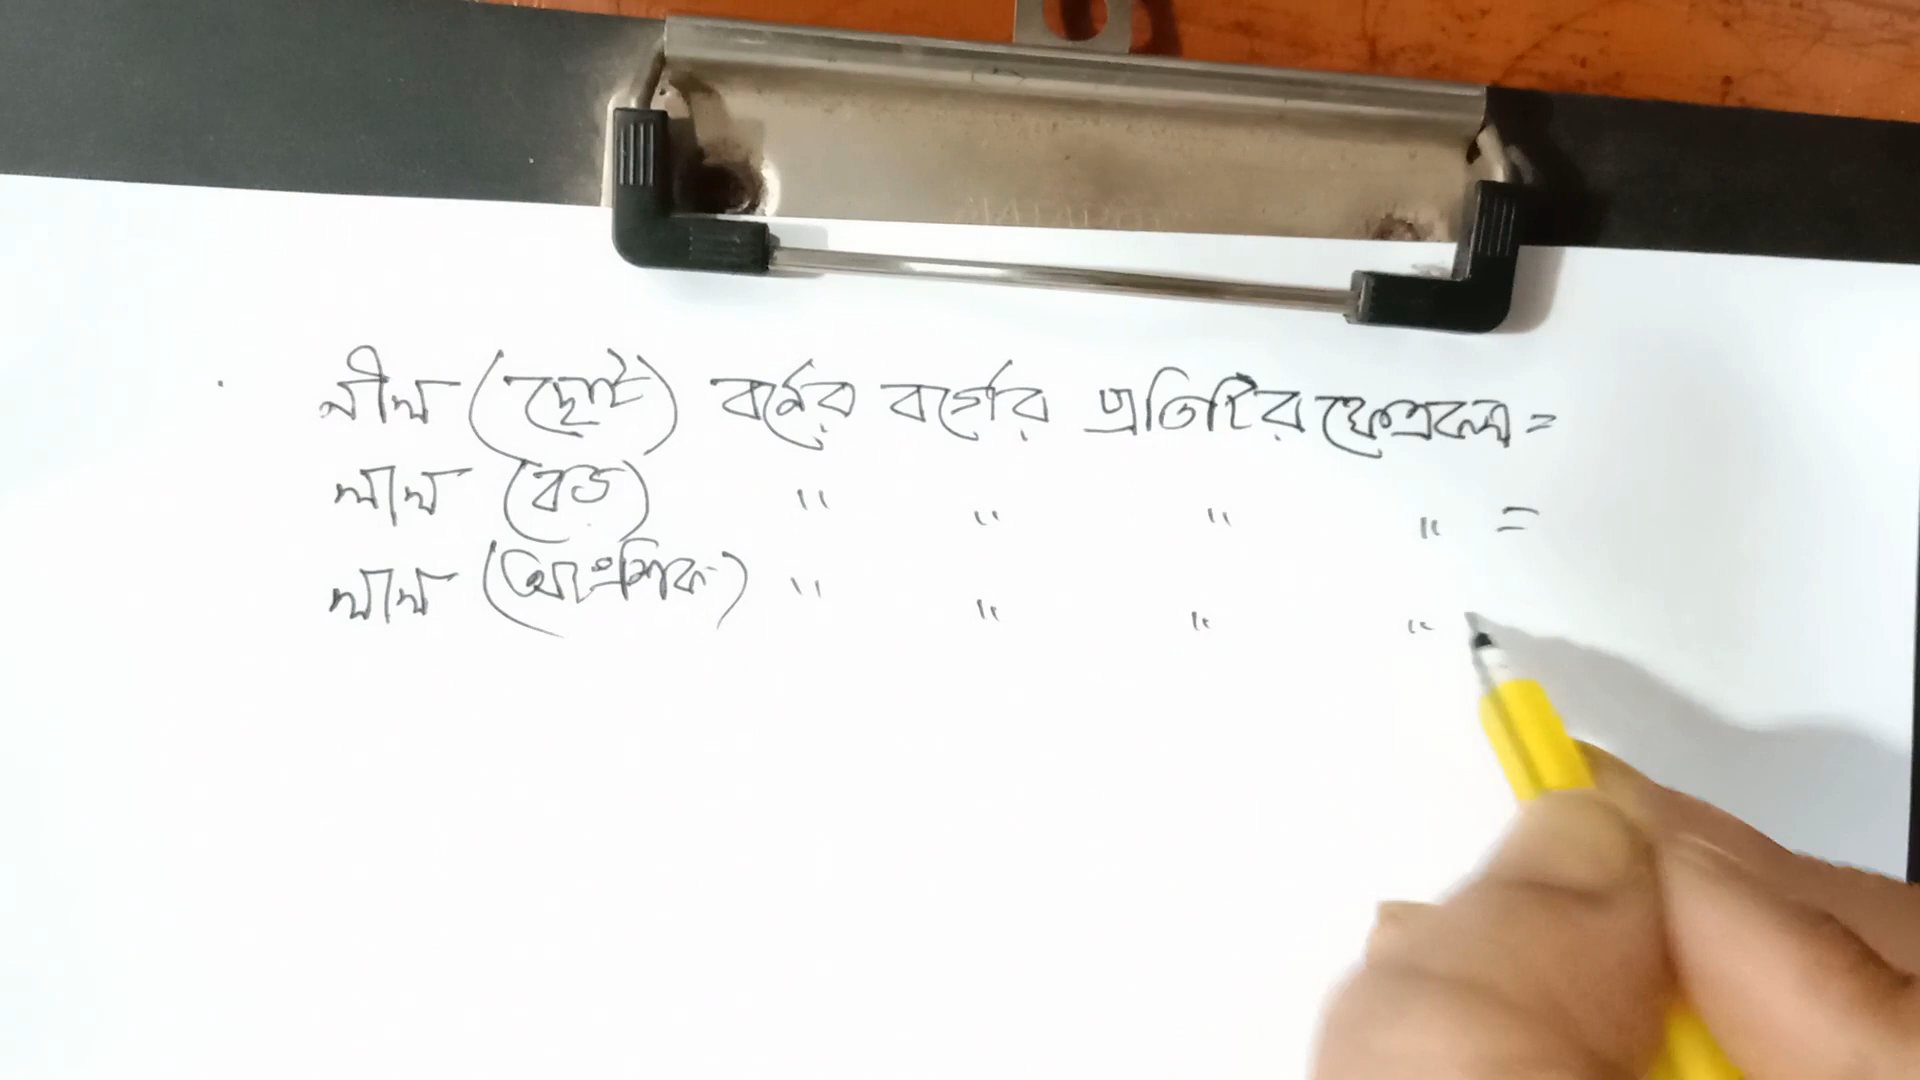 নীল (ছোট) বর্নের বর্গের প্রতিটির ক্ষেত্রফল =
লাল (বড) " " " " =
লাল (আংশিক) " " " "